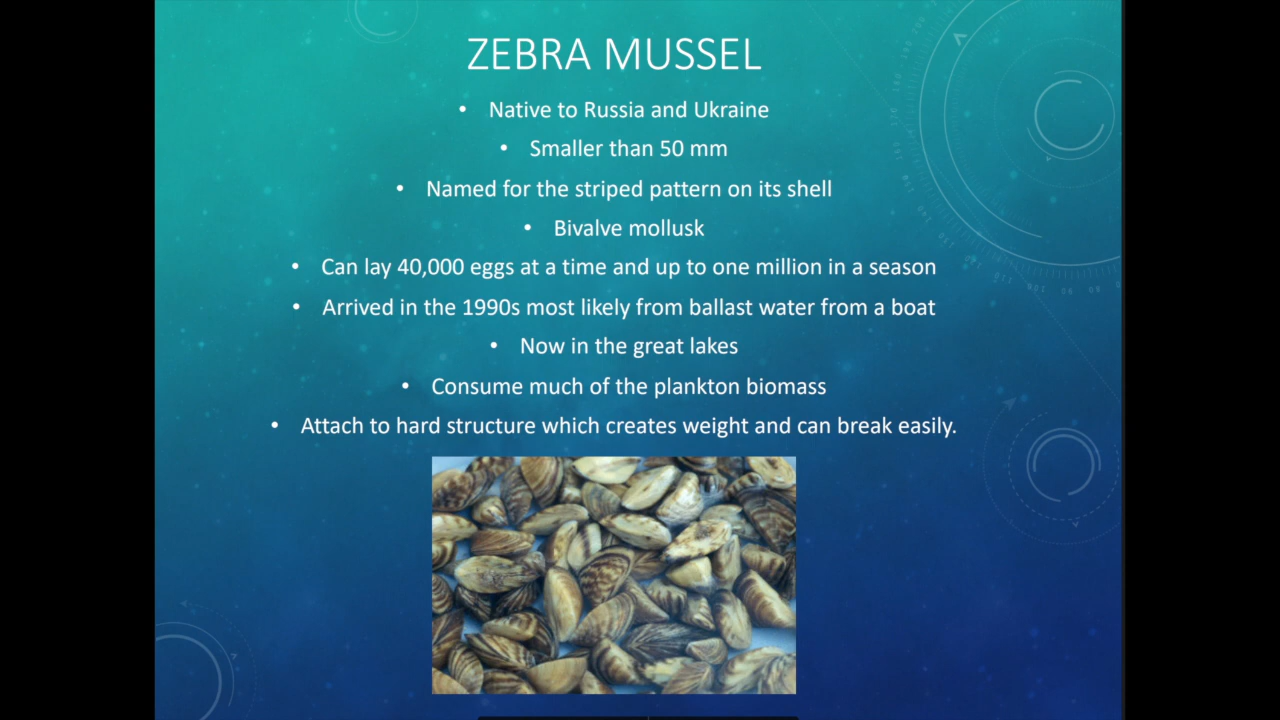 ZEBRA MUSSEL
• Native to Russia and Ukraine
• Smaller than 50 mm
• Named for the striped pattern on its shell
• Bivalve mollusk
• Can lay 40,000 eggs at a time and up to one million in a season
• Arrived in the 1990s most likely from ballast water from a boat
• Now in the great lakes
• Consume much of the plankton biomass
• Attach to hard structure which creates weight and can break easily.